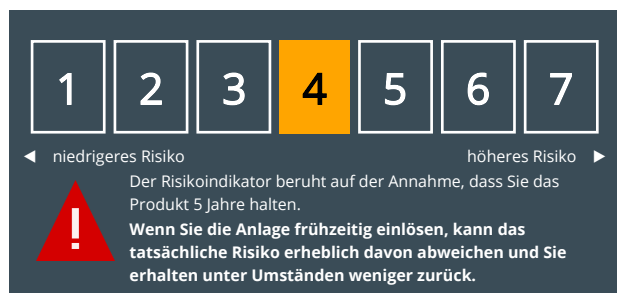 1 2 3 4 5 6 7
◀ niedrigeres Risiko höheres Risiko ▶
Der Risikoindikator beruht auf der Annahme, dass Sie das
Produkt 5 Jahre halten.
Wenn Sie die Anlage frühzeitig einlösen, kann das
tatsächliche Risiko erheblich davon abweichen und Sie
erhalten unter Umständen weniger zurück.
!